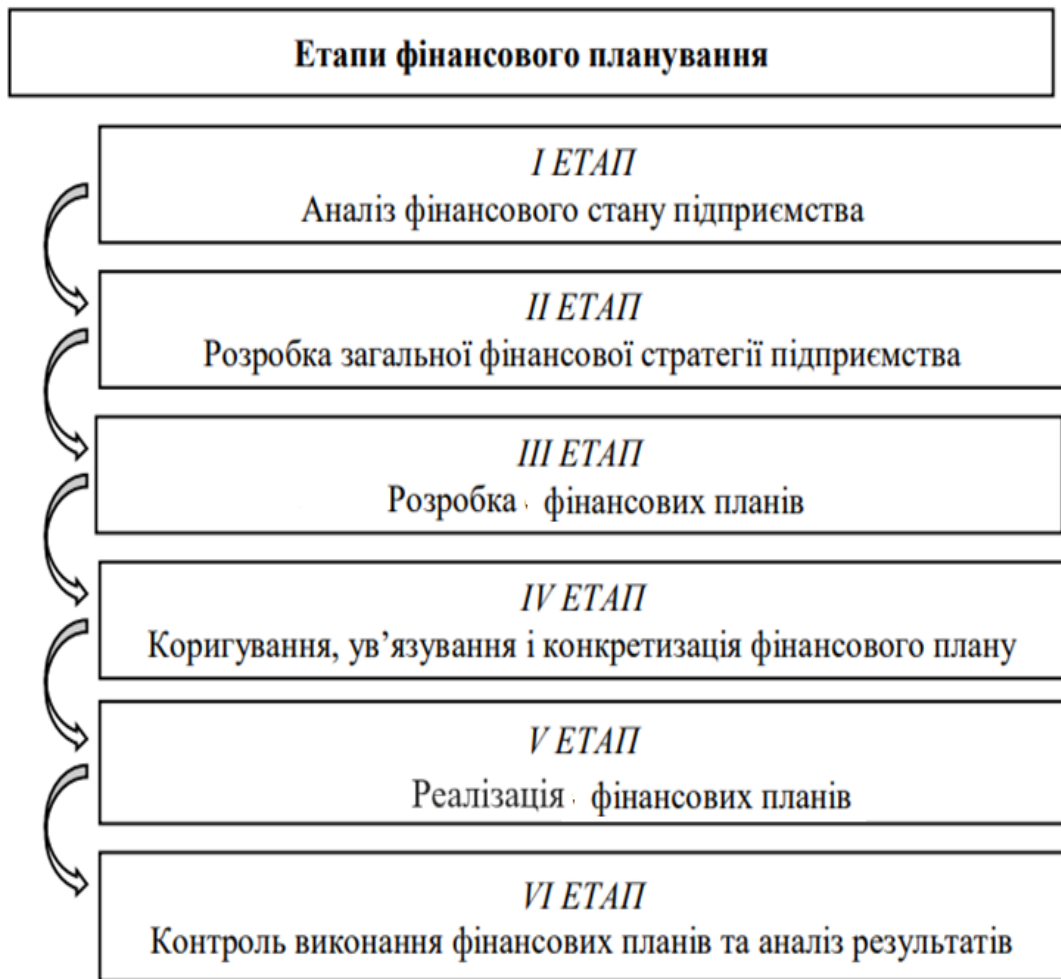 Етапи фінансового планування
I ЕТАП
Аналіз фінансового стану підприємства
II ЕТАП
Розробка загальної фінансової стратегії підприємства
III ЕТАП
Розробка фінансових планів
IV ЕТАП
Коригування, ув’язування і конкретизація фінансового плану
V ЕТАП
Реалізація фінансових планів
VI ЕТАП
Контроль виконання фінансових планів та аналіз результатів